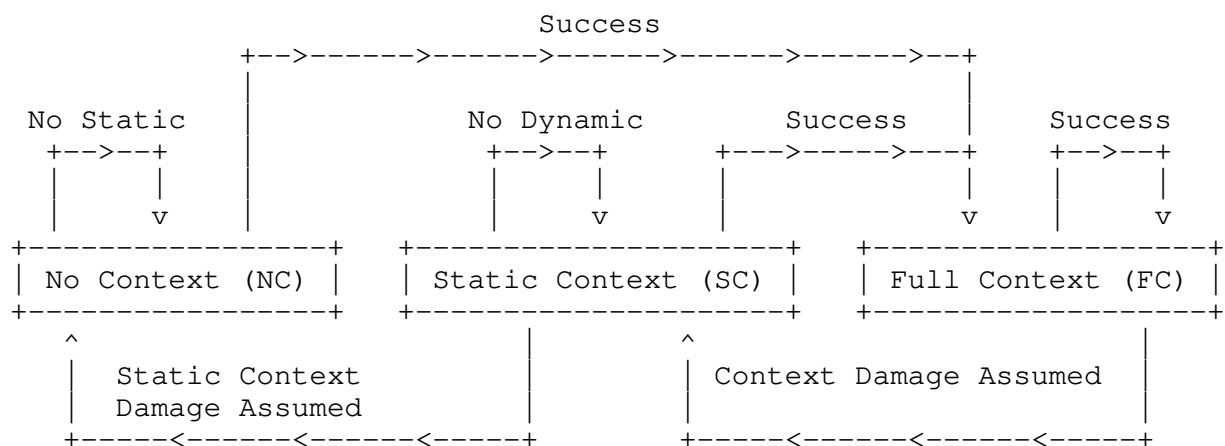 Success
No Static No Dynamic Success Success
No Context (NC) Static Context (SC) Full Context (FC)
Static Context Context Damage Assumed
Damage Assumed